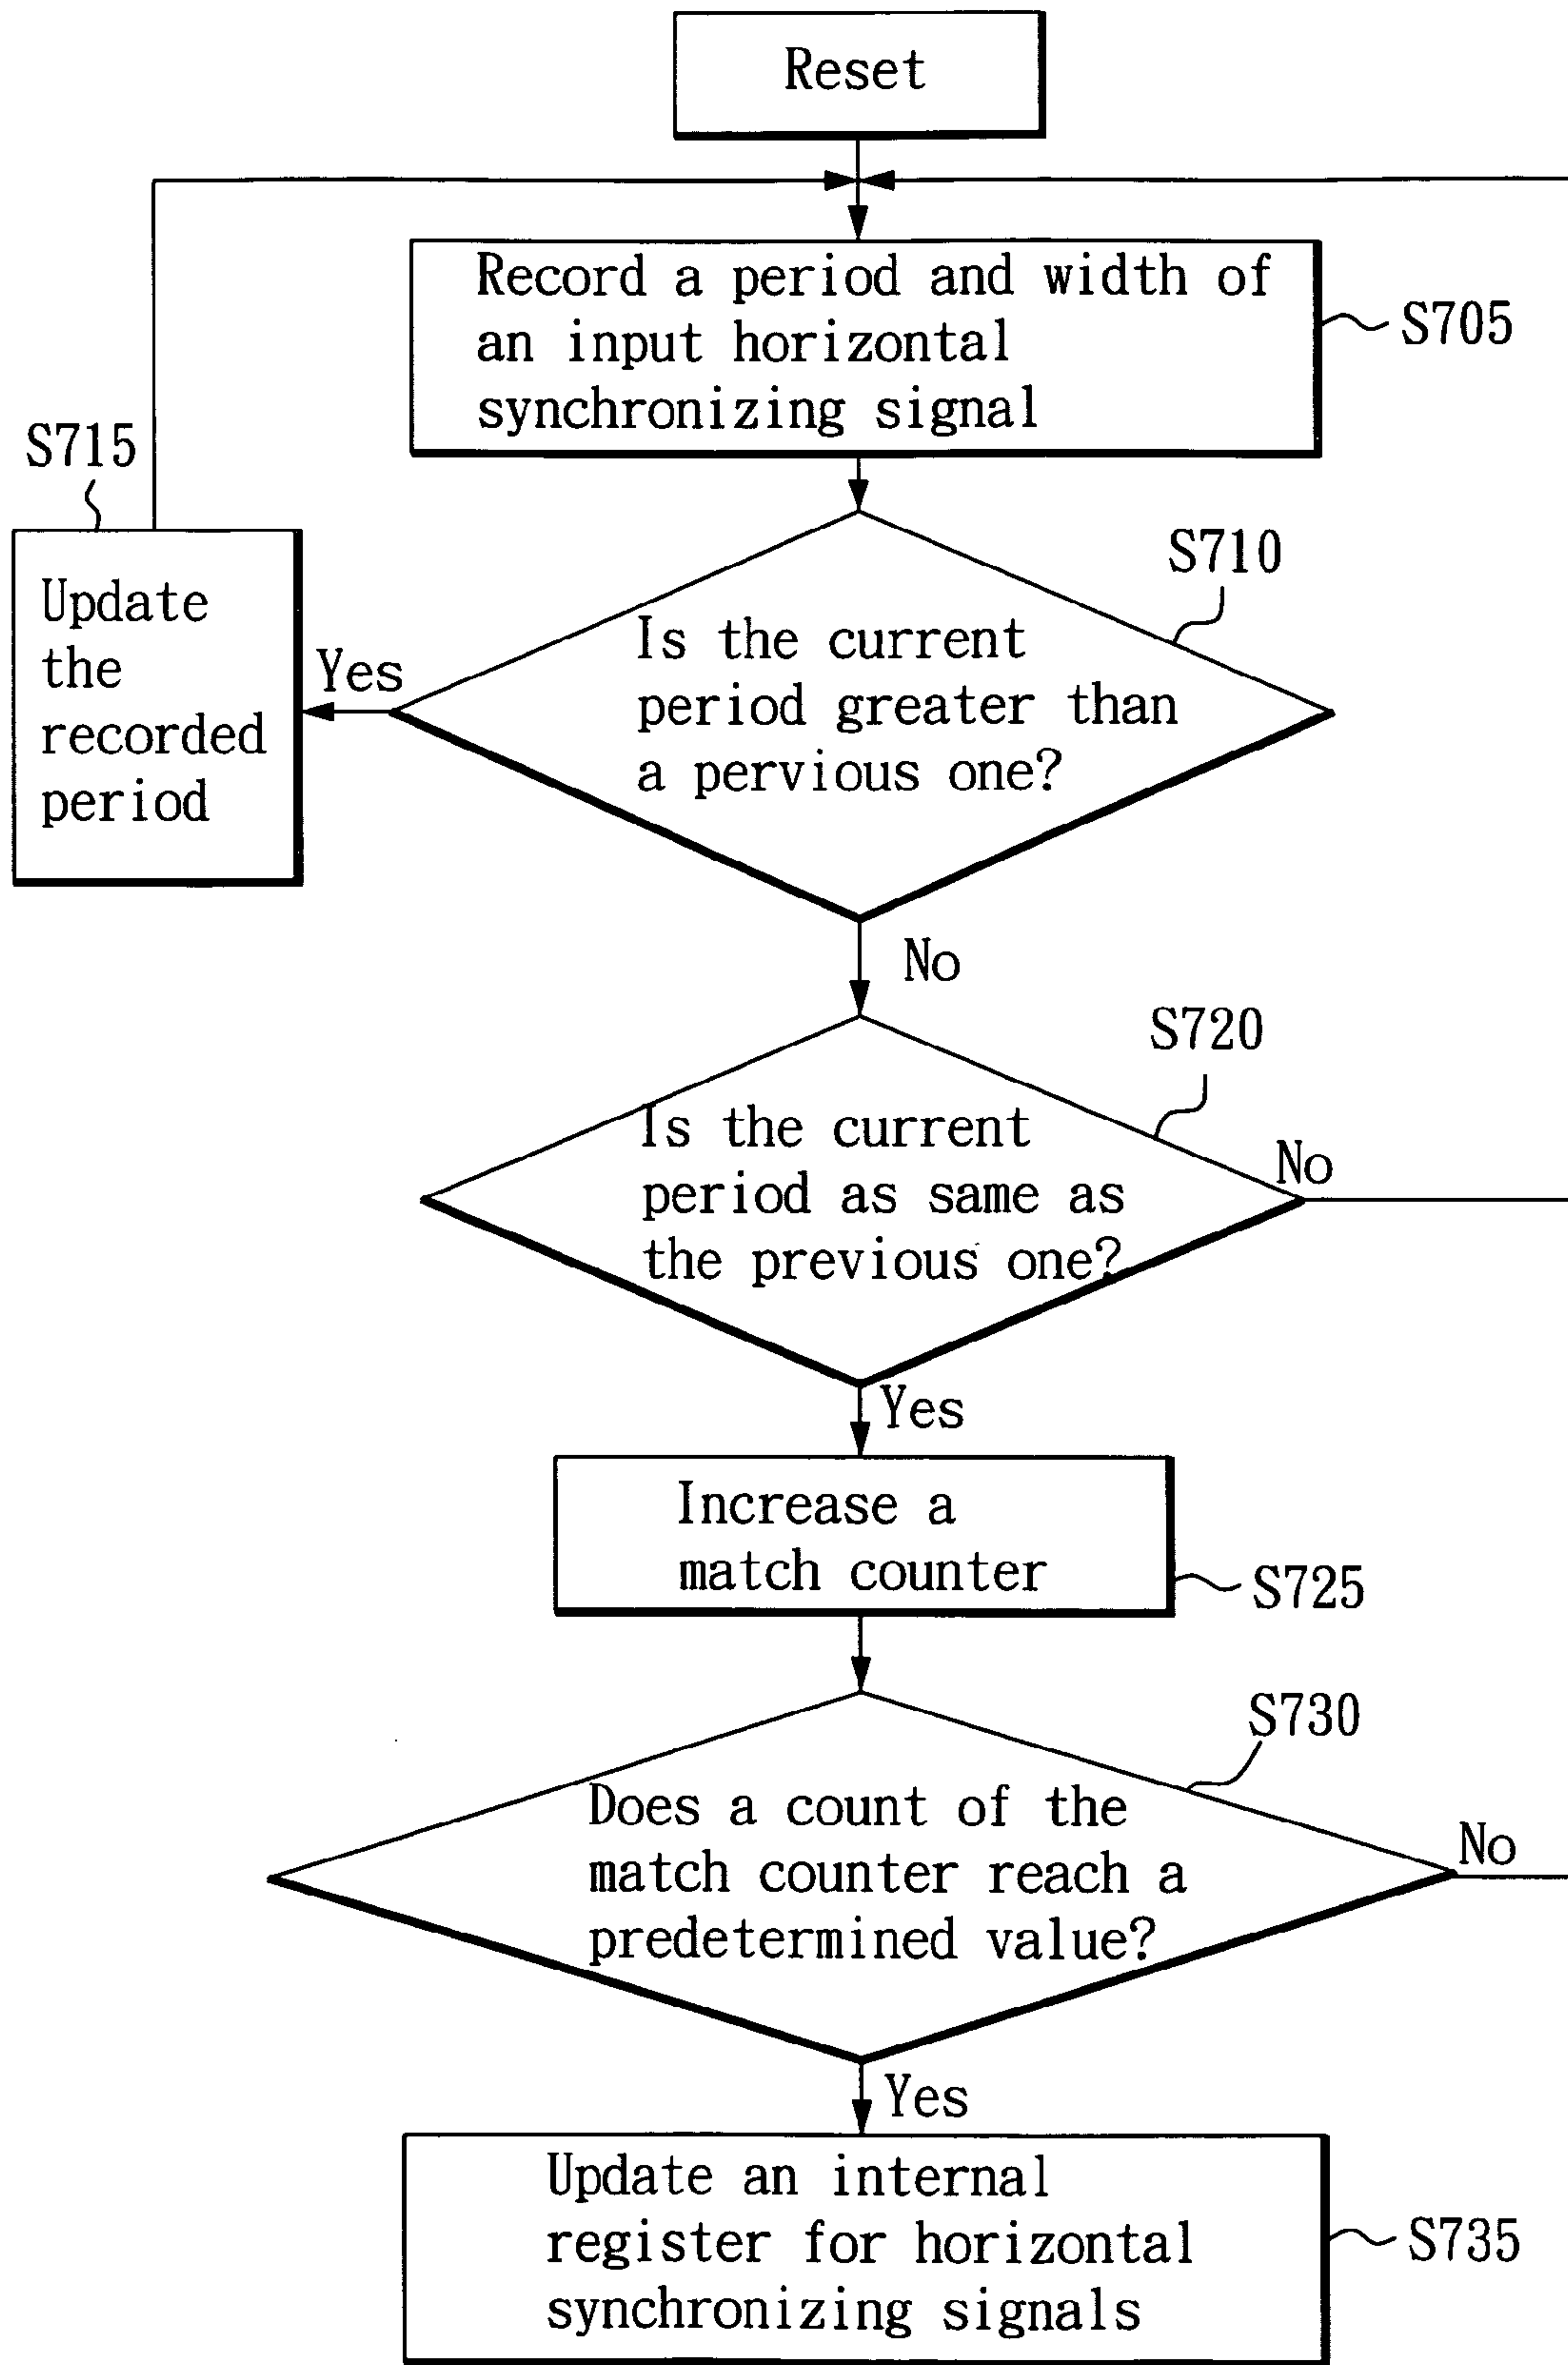 Reset
Record a period and width of
an input horizontal
synchronizing signal
S705
S715
Update
the
recorded
period
Yes
S710
Is the current
period greater than
a pervious one?
No
S720
Is the current
period as same as
the previous one?
No
Yes
Increase a
match counter
S725
S730
Does a count of the
match counter reach a
predetermined value?
No
Yes
Update an internal
register for horizontal
synchronizing signals
S735